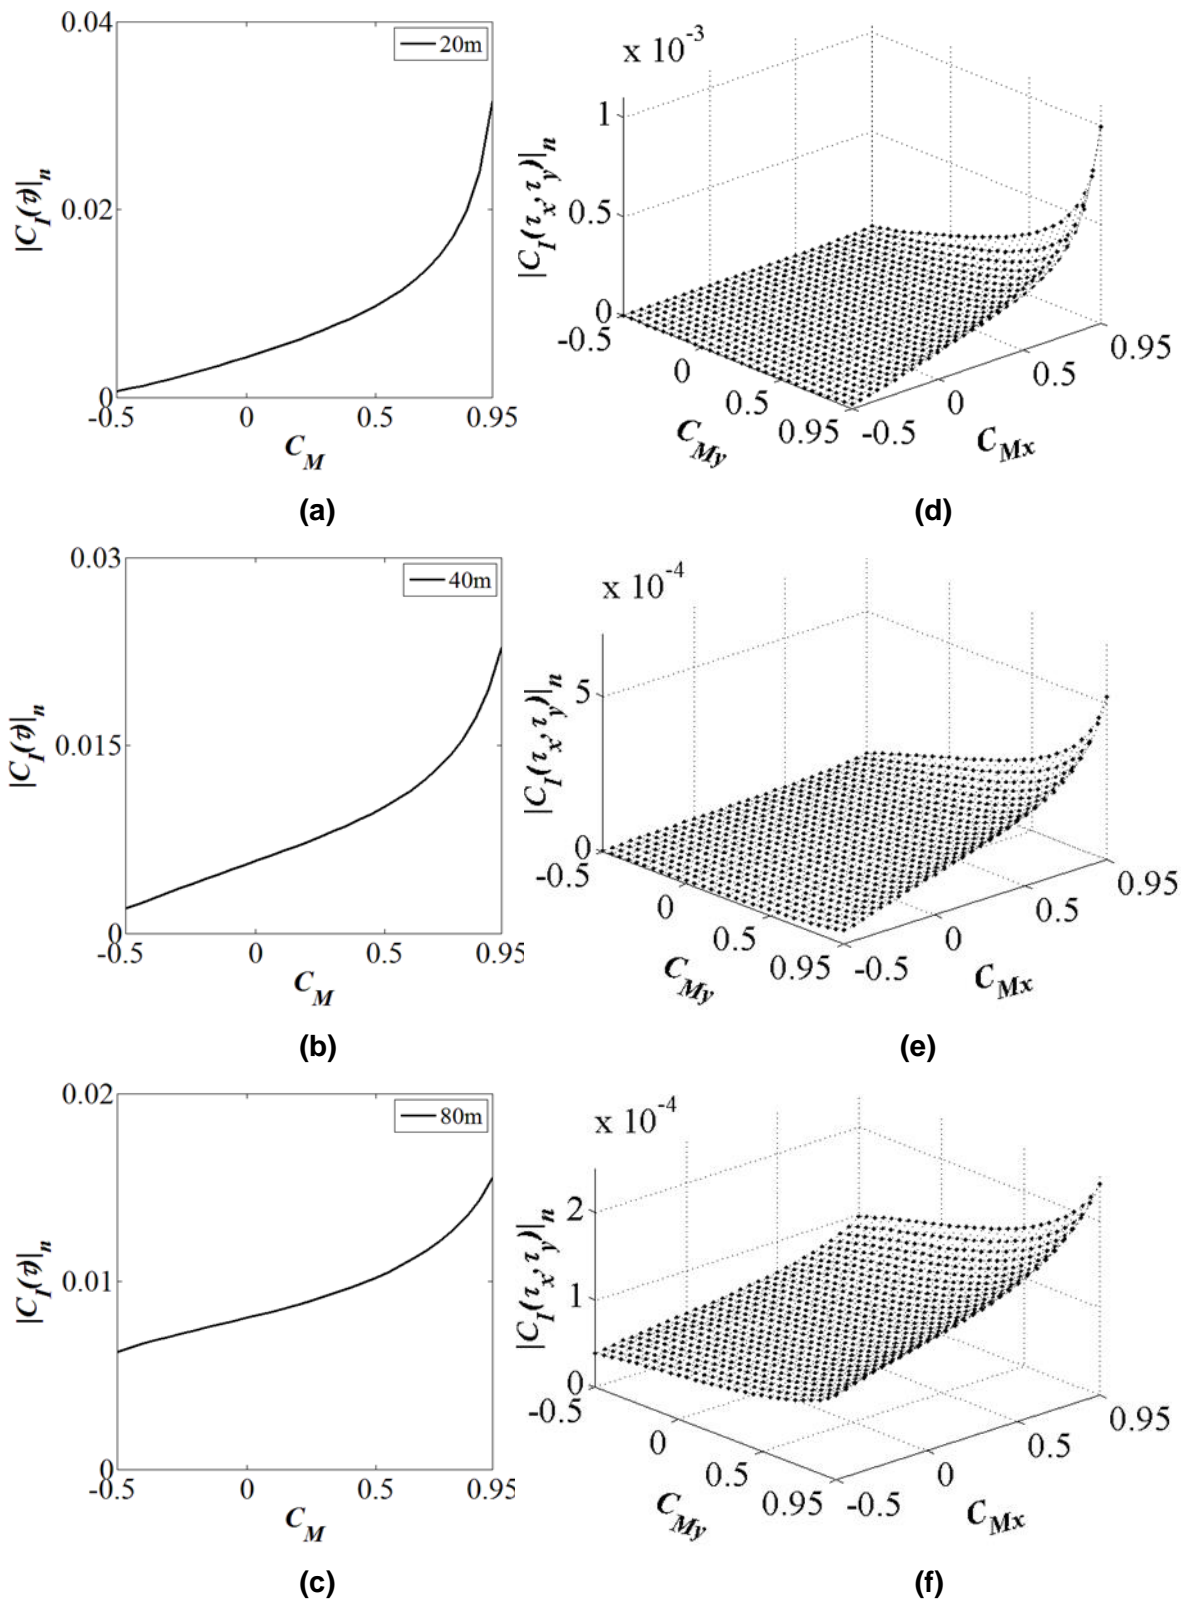 0.04
20m
0.02
0
-0.5 0 0.5 0.95
|C_I(τ)|_n
C_M
(a)
x 10^-3
1
0.5
0
|C_I(τ_x, τ_y)|_n
-0.5 0 0.5 0.95
C_My
-0.5 0 0.5 0.95
C_Mx
(d)
0.03
40m
0.015
0
-0.5 0 0.5 0.95
|C_I(τ)|_n
C_M
(b)
x 10^-4
5
0
|C_I(τ_x, τ_y)|_n
-0.5 0 0.5 0.95
C_My
-0.5 0 0.5 0.95
C_Mx
(e)
0.02
80m
0.01
0
-0.5 0 0.5 0.95
|C_I(τ)|_n
C_M
(c)
x 10^-4
2
1
0
|C_I(τ_x, τ_y)|_n
-0.5 0 0.5 0.95
C_My
-0.5 0 0.5 0.95
C_Mx
(f)